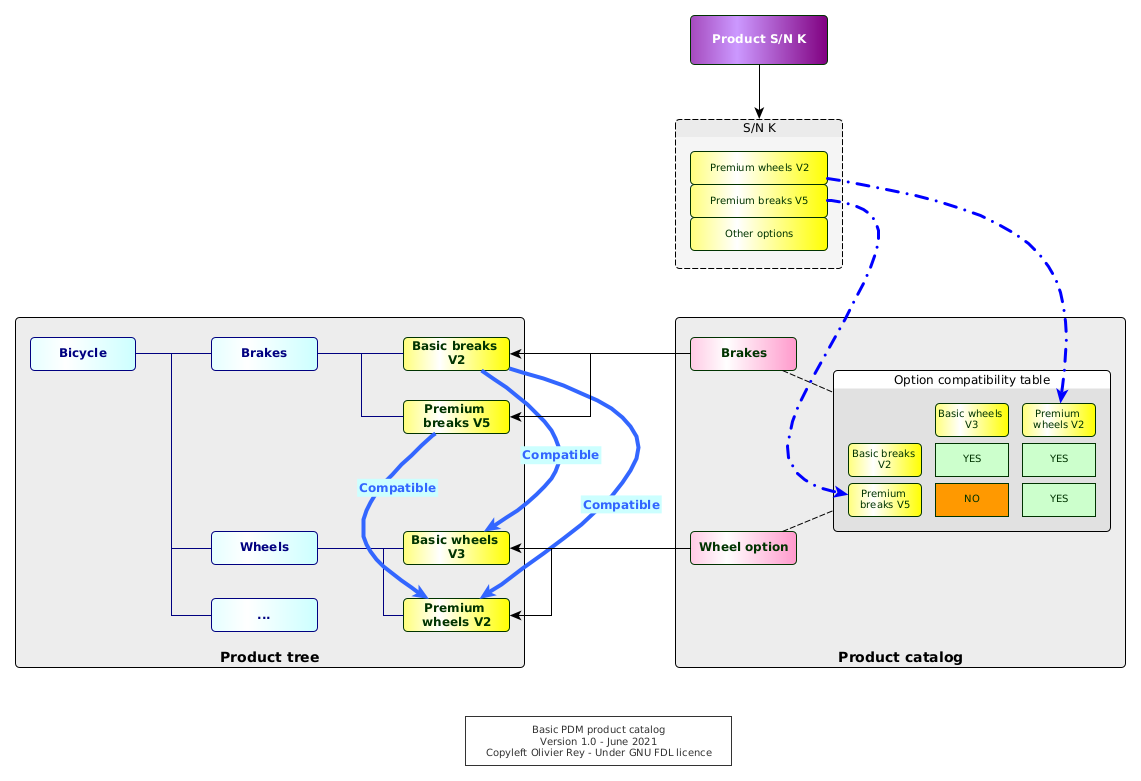 Product S/N K
S/N K
Premium wheels V2
Premium breaks V5
Other options
Bicycle
Brakes
Basic breaks
V2
Premium
breaks V5
Compatible
Compatible
Compatible
Wheels
Basic wheels
V3
...
Premium
wheels V2
Product tree
Brakes
Option compatibility table
Basic wheels
V3
Premium
wheels V2
Basic breaks
V2
YES
YES
Premium
breaks V5
NO
YES
Wheel option
Product catalog
Basic PDM product catalog
Version 1.0 - June 2021
Copyleft Olivier Rey - Under GNU FDL licence